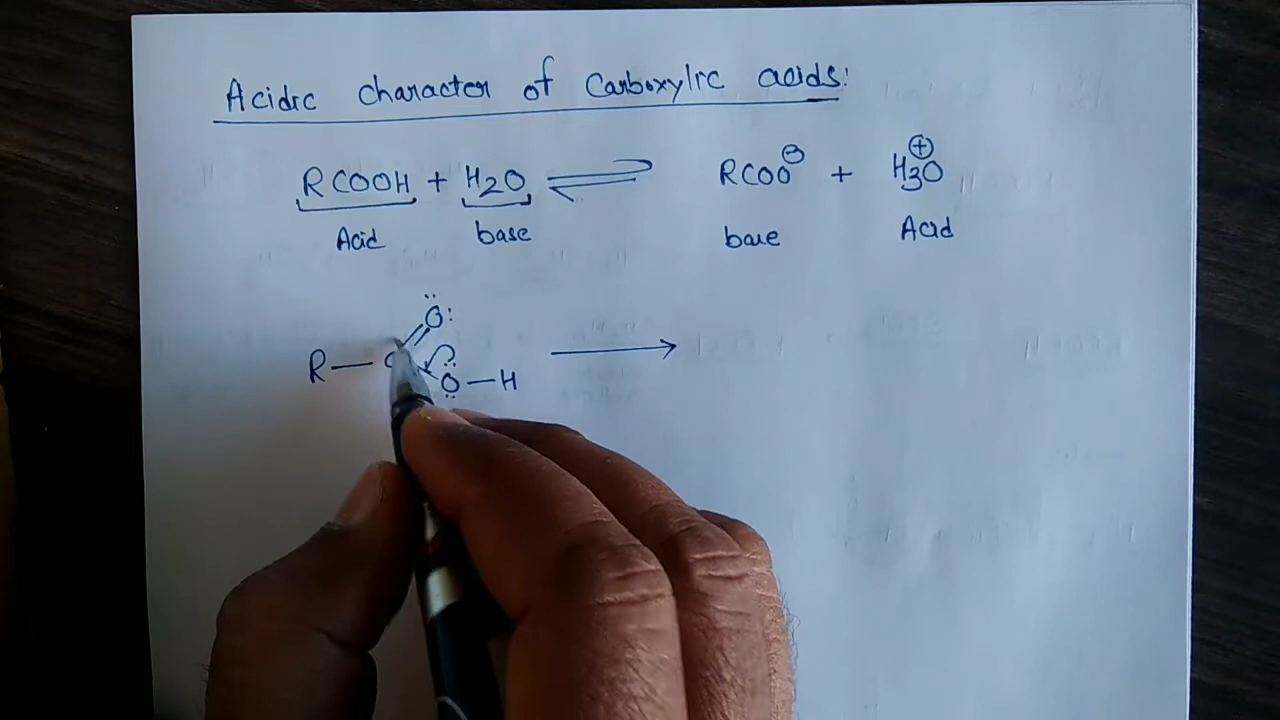 Acidic character of Carboxylic acids:
RCOOH + H2O ⇌ RCOO⊖ + H3O⊕
Acid base base Acid
R—C=Ö:
Ö—H →